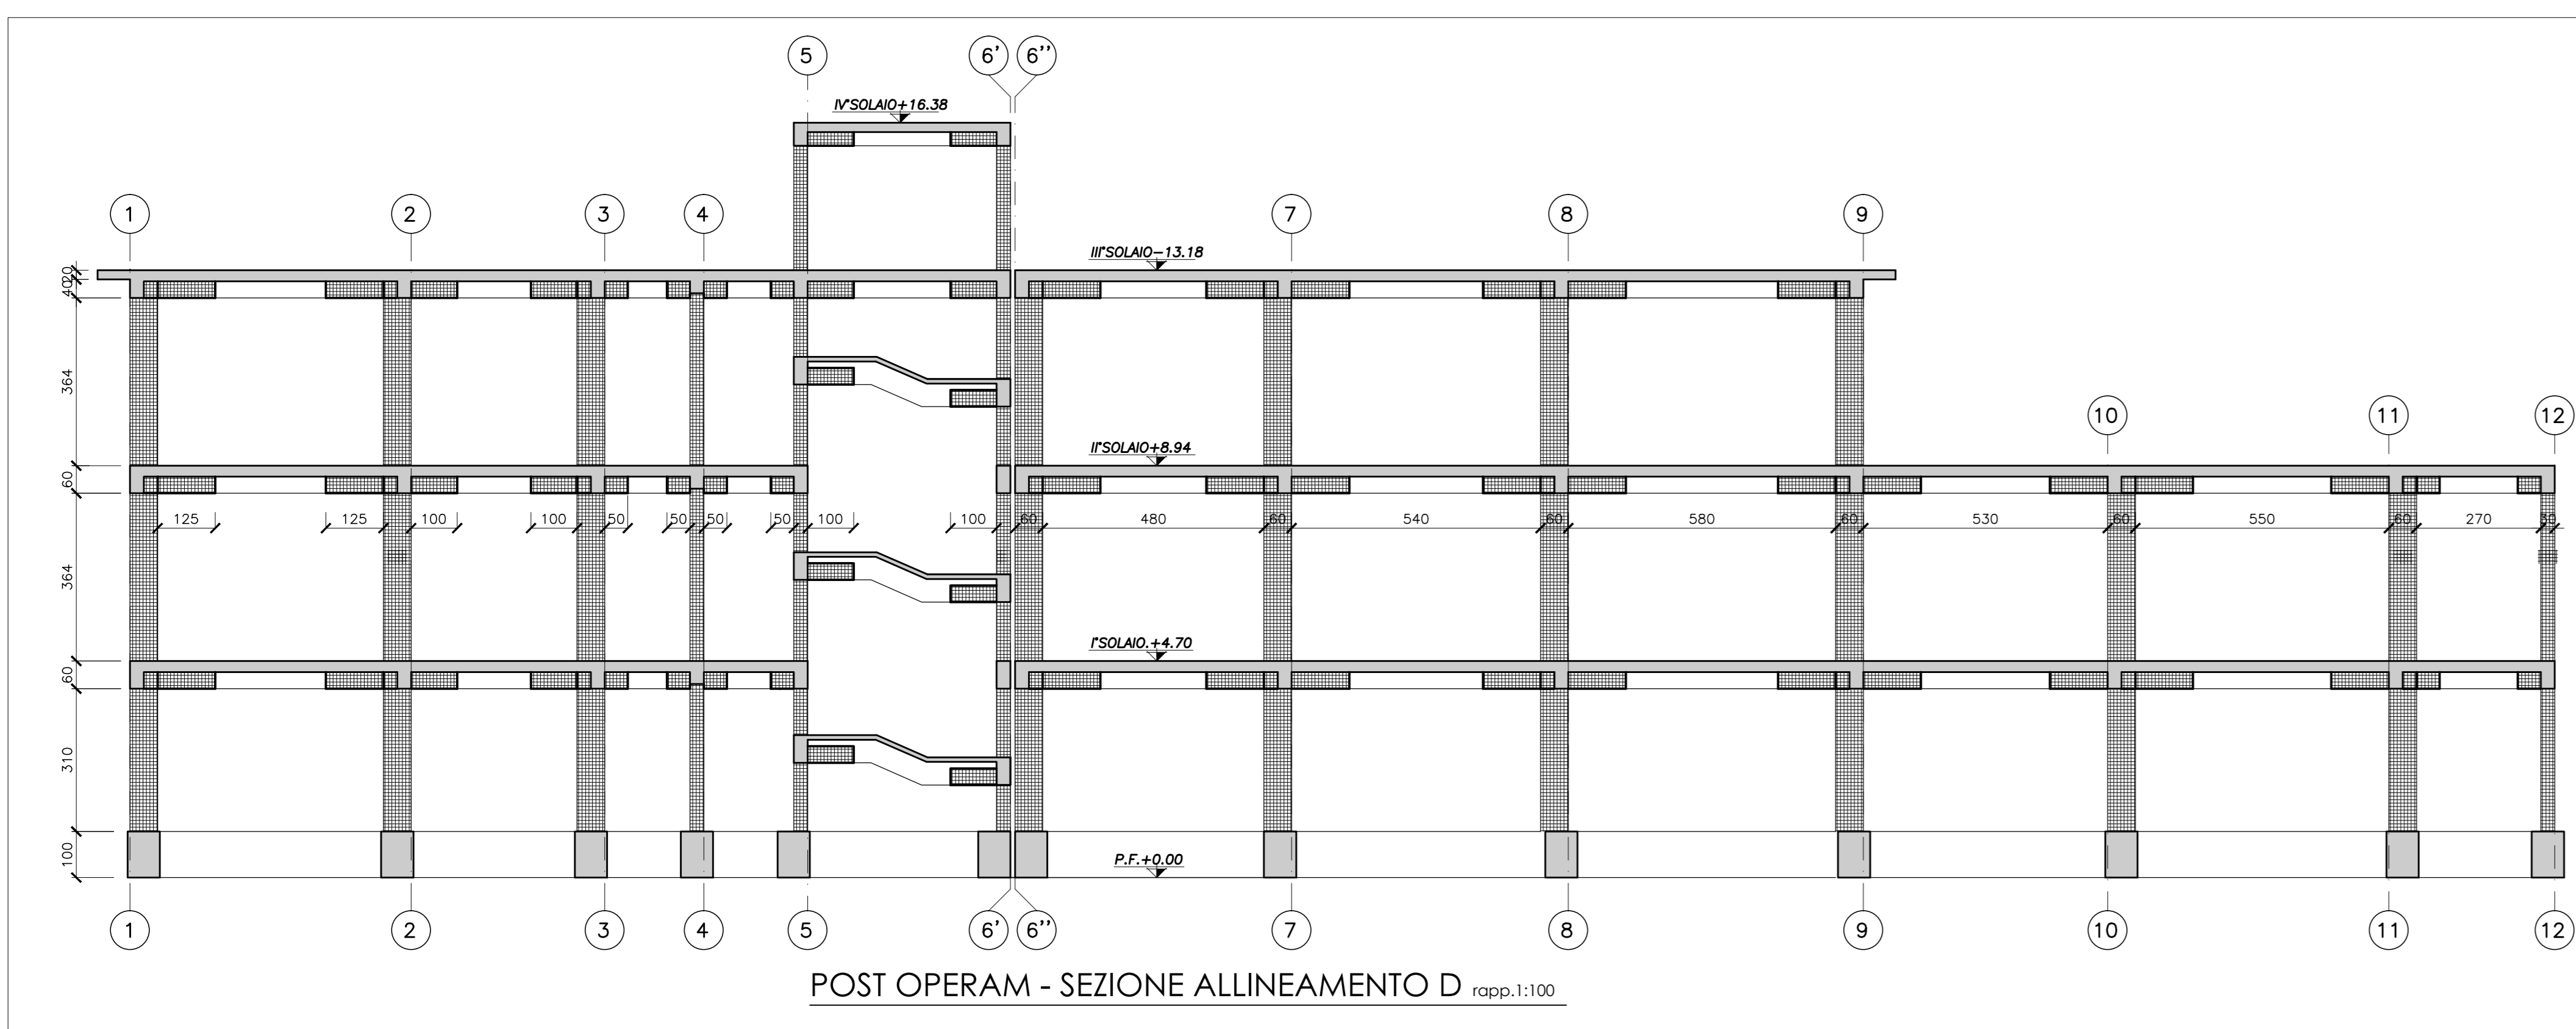 5 6' 6''
IV°SOLAIO+16.38
1 2 3 4 7 8 9
III°SOLAIO-13.18
20
40
364
10 11 12
II°SOLAIO+8.94
60
125 125 100 100 50 50 50 50 100 100 60 480 60 540 60 580 60 530 60 550 60 270 30
364
I°SOLAIO.+4.70
60
310
100
P.F.+0.00
1 2 3 4 5 6' 6'' 7 8 9 10 11 12
POST OPERAM - SEZIONE ALLINEAMENTO D rapp.1:100